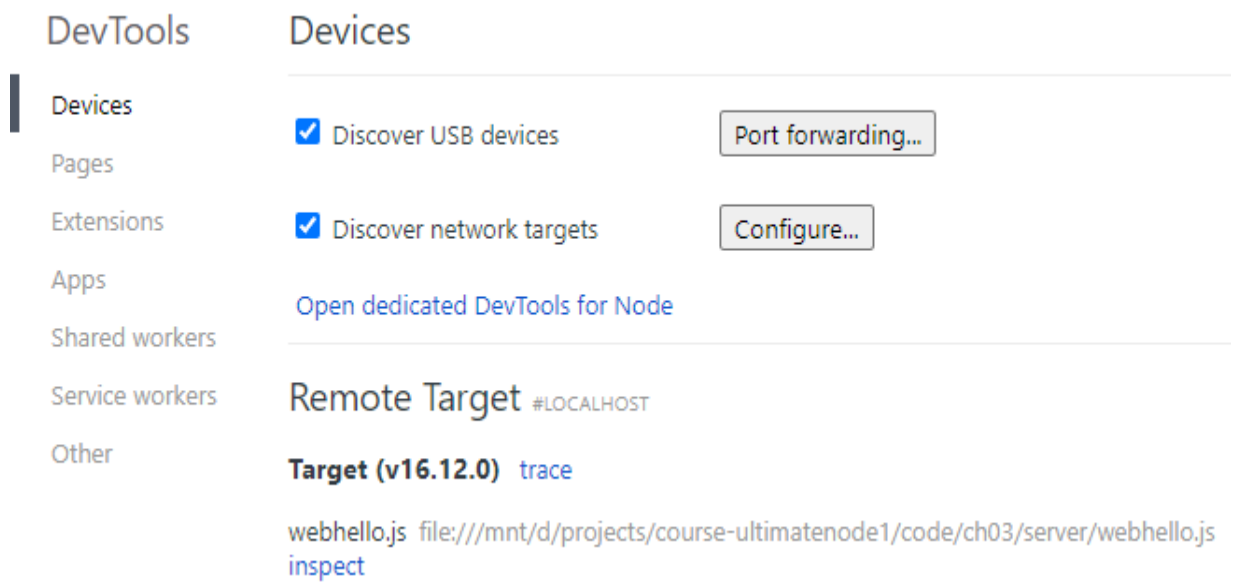 DevTools
Devices
Pages
Extensions
Apps
Shared workers
Service workers
Other
Devices
Discover USB devices Port forwarding...
Discover network targets Configure...
Open dedicated DevTools for Node
Remote Target #LOCALHOST
Target (v16.12.0) trace
webhello.js file:///mnt/d/projects/course-ultimatenode1/code/ch03/server/webhello.js
inspect